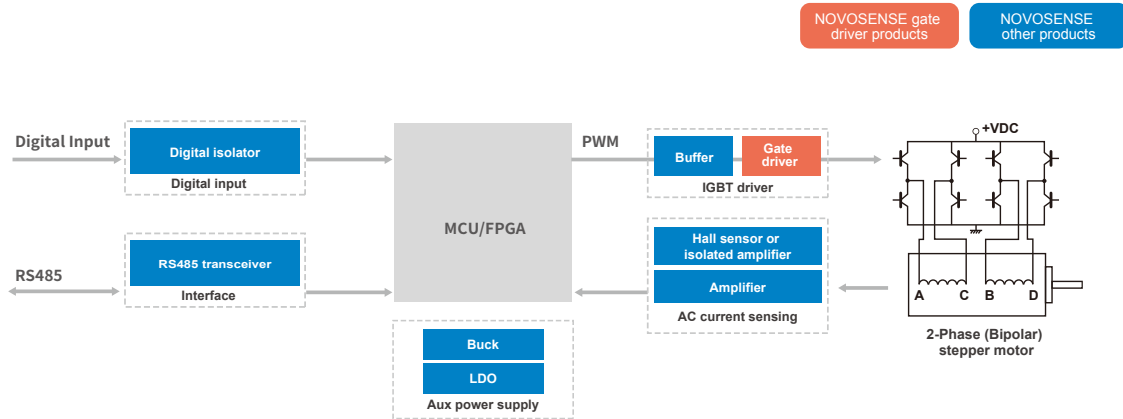 NOVOSENSE gate
driver products
NOVOSENSE
other products
Digital Input
Digital isolator
Digital input
RS485
RS485 transceiver
Interface
MCU/FPGA
Buck
LDO
Aux power supply
PWM
Buffer
Gate
driver
IGBT driver
Hall sensor or
isolated amplifier
Amplifier
AC current sensing
+VDC
A C B D
2-Phase (Bipolar)
stepper motor